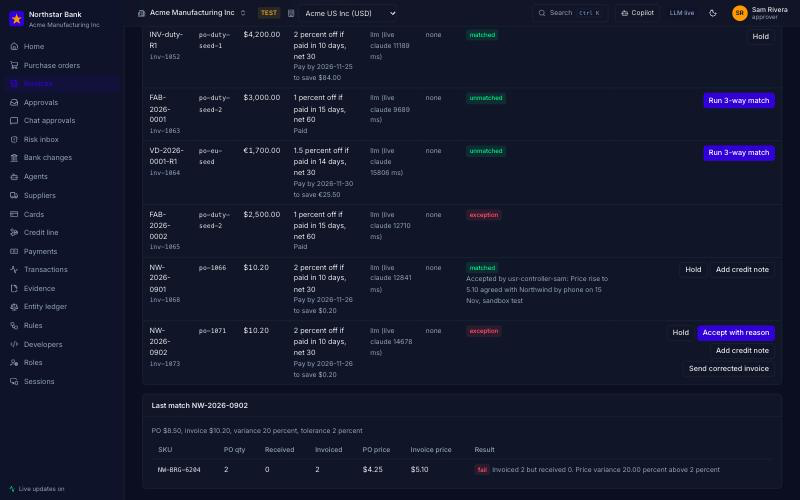 Northstar Bank
Acme Manufacturing Inc
Acme Manufacturing Inc
TEST
Acme US Inc (USD)
Search Ctrl K
Copilot
LLM live
SR
Sam Rivera
approver
Home
Purchase orders
Invoices
Approvals
Chat approvals
Risk inbox
Bank changes
Agents
Suppliers
Cards
Credit line
Payments
Transactions
Evidence
Entity ledger
Rules
Developers
Roles
Sessions
Live updates on
INV-duty-R1
inv-1052
po-duty-seed-1
$4,200.00
2 percent off if
paid in 10 days,
net 30
Pay by 2026-11-25
to save $84.00
llm (live
claude 11189
ms)
none
matched
Hold
FAB-
2026-
0001
inv-1063
po-duty-
seed-2
$3,000.00
1 percent off if
paid in 15 days,
net 60
Paid
llm (live
claude 9689
ms)
none
unmatched
Run 3-way match
VD-2026-
0001-R1
inv-1064
po-eu-
seed
€1,700.00
1.5 percent off if
paid in 14 days,
net 30
Pay by 2026-11-30
to save €25.50
llm (live
claude
15806 ms)
none
unmatched
Run 3-way match
FAB-
2026-
0002
inv-1065
po-duty-
seed-2
$2,500.00
1 percent off if
paid in 15 days,
net 60
Paid
llm (live
claude 12710
ms)
none
exception
NW-
2026-
0901
inv-1068
po-1066
$10.20
2 percent off if
paid in 10 days,
net 30
Pay by 2026-11-26
to save $0.20
llm (live
claude 12841
ms)
none
matched
Accepted by usr-controller-sam: Price rise to
5.10 agreed with Northwind by phone on 15
Nov, sandbox test
Hold
Add credit note
NW-
2026-
0902
inv-1073
po-1071
$10.20
2 percent off if
paid in 10 days,
net 30
Pay by 2026-11-26
to save $0.20
llm (live
claude 14678
ms)
none
exception
Hold
Accept with reason
Add credit note
Send corrected invoice
Last match NW-2026-0902
PO $8.50, invoice $10.20, variance 20 percent, tolerance 2 percent
SKU PO qty Received Invoiced PO price Invoice price Result
NW-BRG-6204 2 0 2 $4.25 $5.10 fail Invoiced 2 but received 0. Price variance 20.00 percent above 2 percent